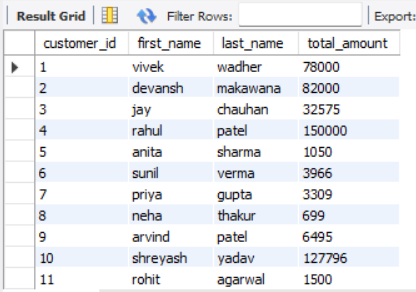 Result Grid Filter Rows: Export:
customer_id first_name last_name total_amount
1 vivek wadher 78000
2 devansh makawana 82000
3 jay chauhan 32575
4 rahul patel 150000
5 anita sharma 1050
6 sunil verma 3966
7 priya gupta 3309
8 neha thakur 699
9 arvind patel 6495
10 shreyash yadav 127796
11 rohit agarwal 1500